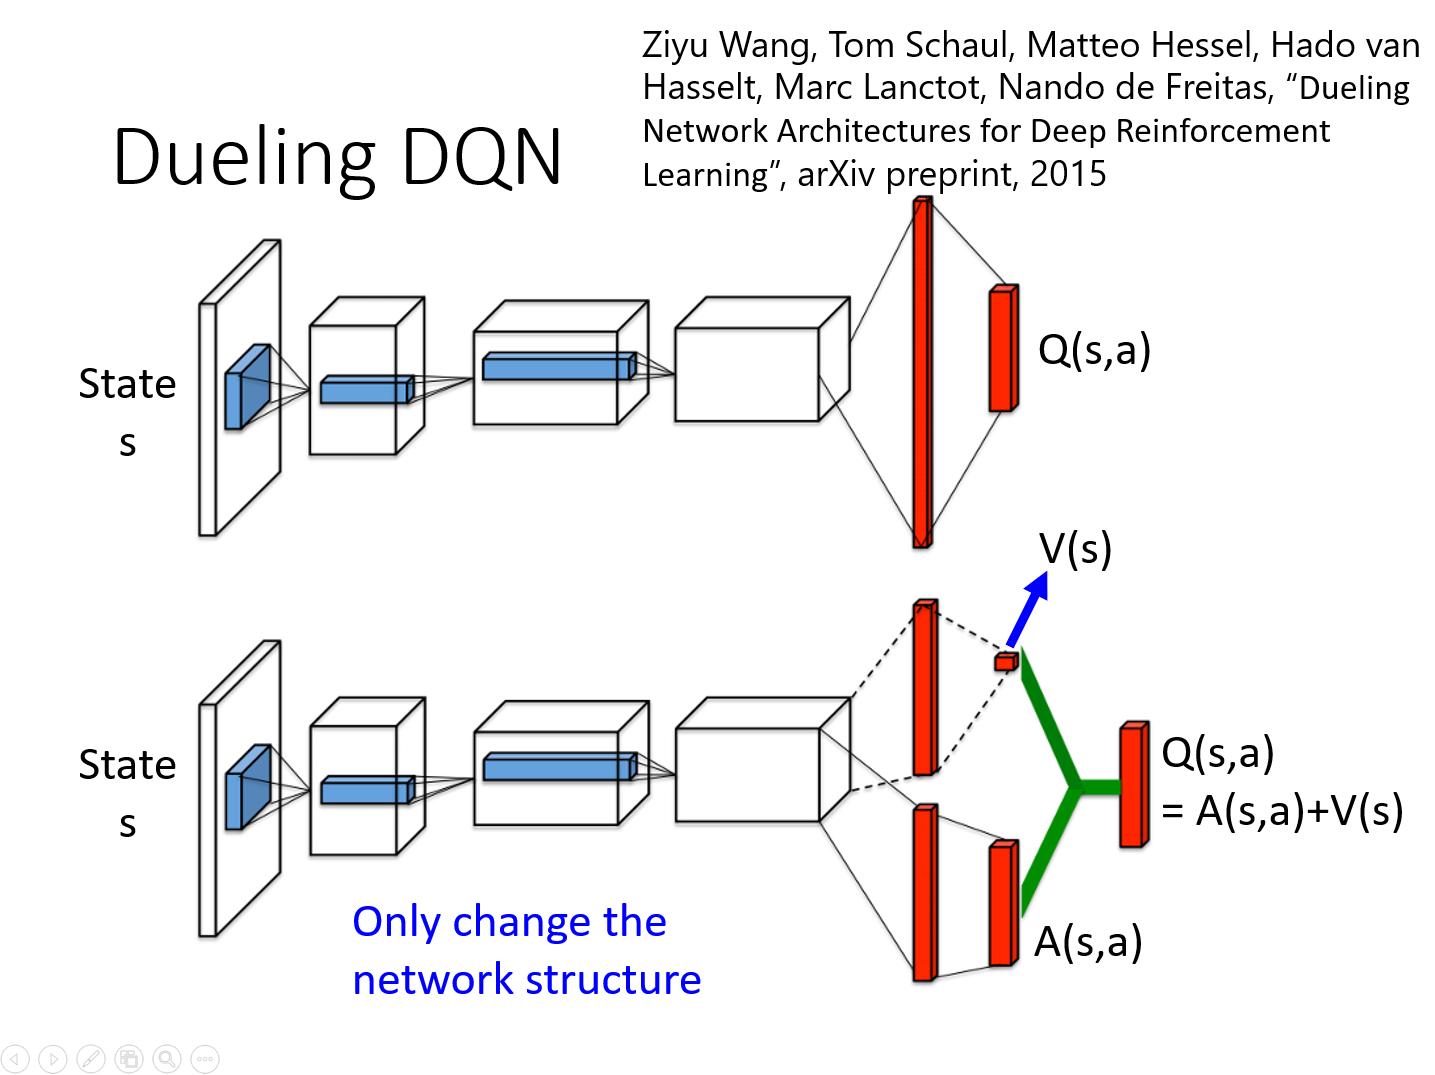 Ziyu Wang, Tom Schaul, Matteo Hessel, Hado van
Hasselt, Marc Lanctot, Nando de Freitas, “Dueling
Network Architectures for Deep Reinforcement
Learning”, arXiv preprint, 2015
Dueling DQN
State
s
Q(s,a)
V(s)
State
s
Q(s,a)
= A(s,a)+V(s)
A(s,a)
Only change the
network structure